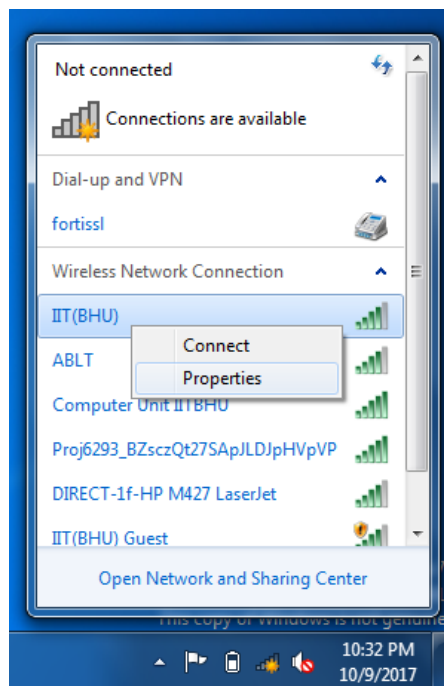 Not connected
Connections are available
Dial-up and VPN
fortissl
Wireless Network Connection
IIT(BHU)
Connect
ABLT
Properties
Computer Unit IITBHU
Proj6293_BZsczQt27SApJLDJpHVpVP
DIRECT-1f-HP M427 LaserJet
IIT(BHU) Guest
Open Network and Sharing Center
This copy of Windows is not genuine
10:32 PM
10/9/2017